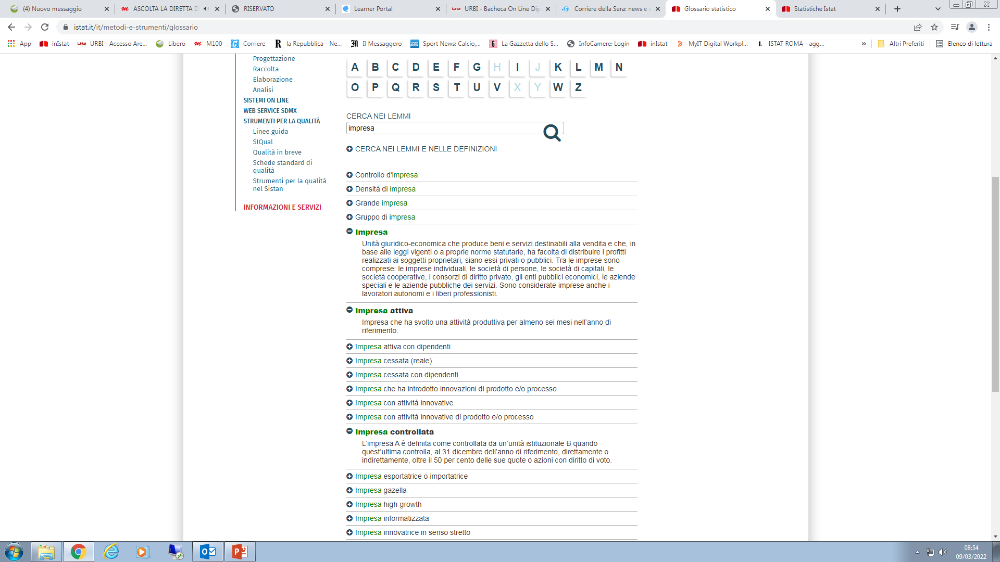 (4) Nuovo messaggio
ASCOLTA LA DIRETTA D
RISERVATO
Learner Portal
URBI - Bacheca On Line Dip
Corriere della Sera: news e u
Glossario statistico
Statistiche Istat
istat.it/it/metodi-e-strumenti/glossario
App
inIstat
URBI - Accesso Are...
Libero
M100
Corriere
la Repubblica - Ne...
Il Messaggero
Sport News: Calcio,...
La Gazzetta dello S...
InfoCamere: Login
inIstat
MyIT Digital Workpl...
ISTAT ROMA - agg...
»
Altri Preferiti
Elenco di lettura
Progettazione
Raccolta
Elaborazione
Analisi
SISTEMI ON LINE
WEB SERVICE SDMX
STRUMENTI PER LA QUALITÀ
Linee guida
SIQual
Qualità in breve
Schede standard di
qualità
Strumenti per la qualità
nel Sistan
INFORMAZIONI E SERVIZI
A B C D E F G H I J K L M N
O P Q R S T U V X Y W Z
CERCA NEI LEMMI
impresa
CERCA NEI LEMMI E NELLE DEFINIZIONI
Controllo d'impresa
Densità di impresa
Grande impresa
Gruppo di impresa
Impresa
Unità giuridico-economica che produce beni e servizi destinabili alla vendita e che, in
base alle leggi vigenti o a proprie norme statutarie, ha facoltà di distribuire i profitti
realizzati ai soggetti proprietari, siano essi privati o pubblici. Tra le imprese sono
comprese: le imprese individuali, le società di persone, le società di capitali, le
società cooperative, i consorzi di diritto privato, gli enti pubblici economici, le aziende
speciali e le aziende pubbliche dei servizi. Sono considerate imprese anche i
lavoratori autonomi e i liberi professionisti.
Impresa attiva
Impresa che ha svolto una attività produttiva per almeno sei mesi nell’anno di
riferimento.
Impresa attiva con dipendenti
Impresa cessata (reale)
Impresa cessata con dipendenti
Impresa che ha introdotto innovazioni di prodotto e/o processo
Impresa con attività innovative
Impresa con attività innovative di prodotto e/o processo
Impresa controllata
L’impresa A è definita come controllata da un’unità istituzionale B quando
quest’ultima controlla, al 31 dicembre dell’anno di riferimento, direttamente o
indirettamente, oltre il 50 per cento delle sue quote o azioni con diritto di voto.
Impresa esportatrice o importatrice
Impresa gazella
Impresa high-growth
Impresa informatizzata
Impresa innovatrice in senso stretto
08:54
09/03/2022